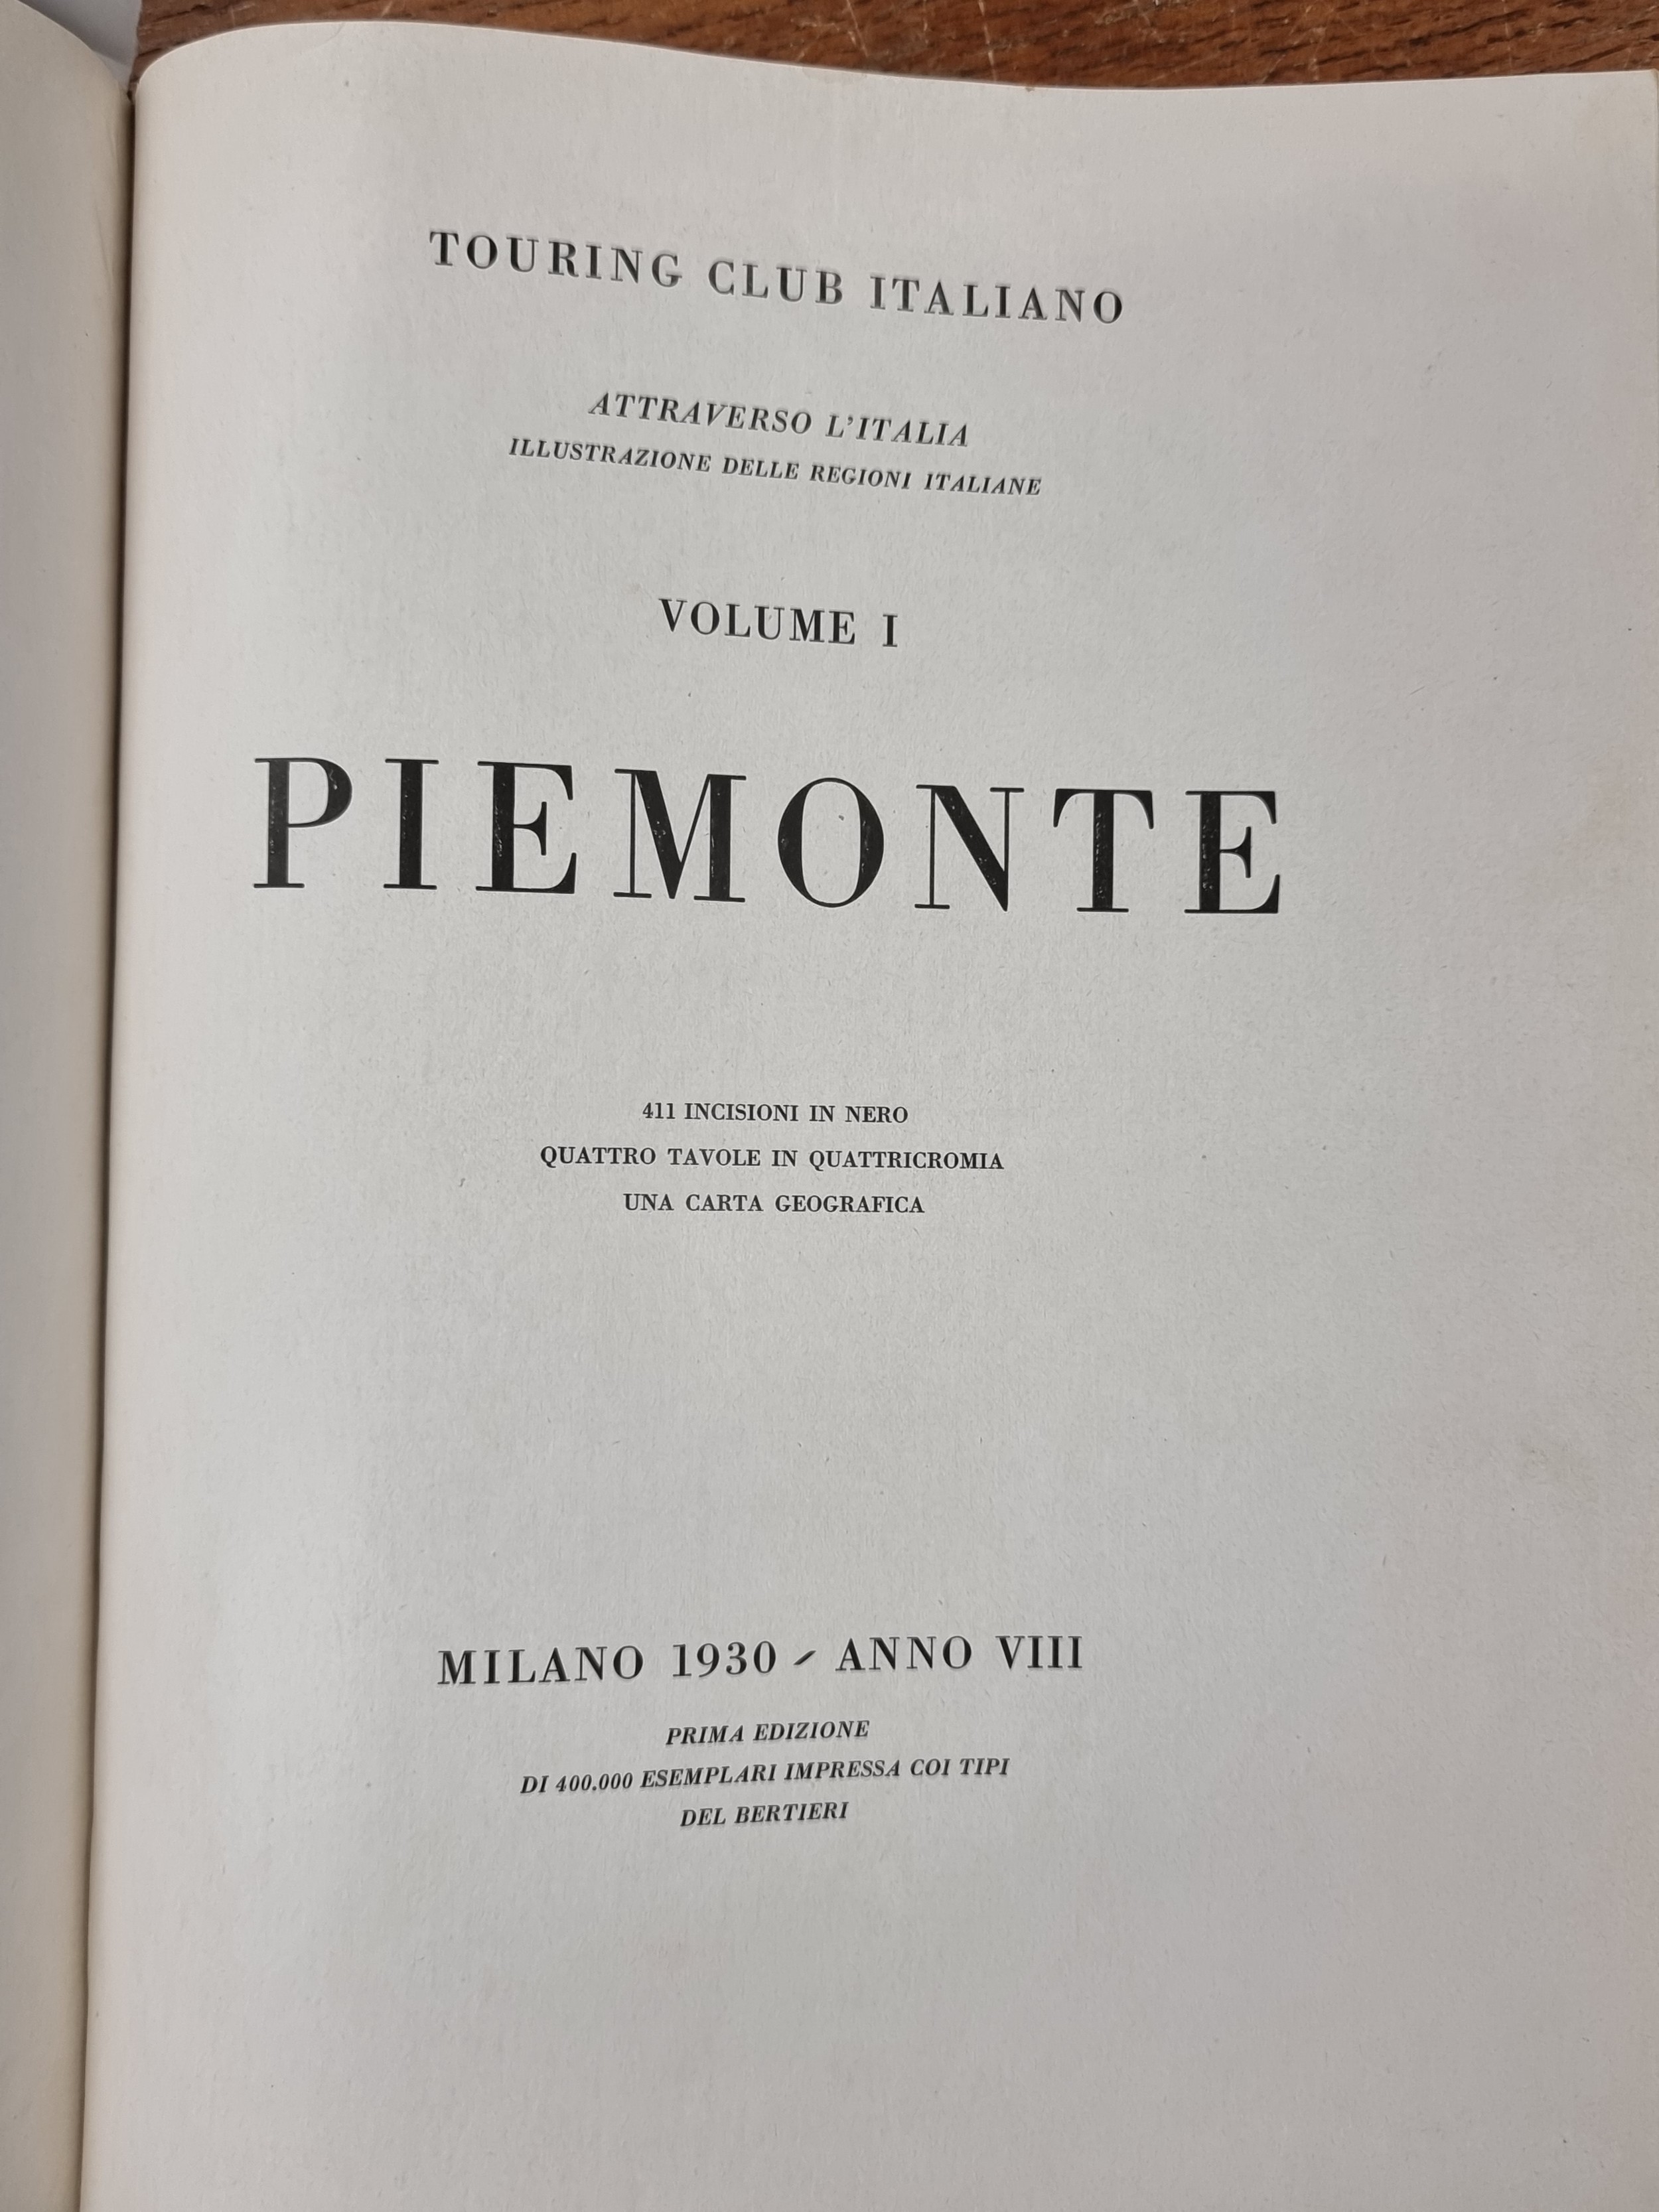 TOURING CLUB ITALIANO
ATTRAVERSO L'ITALIA
ILLUSTRAZIONE DELLE REGIONI ITALIANE
VOLUME I
PIEMONTE
411 INCISIONI IN NERO
QUATTRO TAVOLE IN QUATTRICROMIA
UNA CARTA GEOGRAFICA
MILANO 1930 - ANNO VIII
PRIMA EDIZIONE
DI 400.000 ESEMPLARI IMPRESSA COI TIPI
DEL BERTIERI